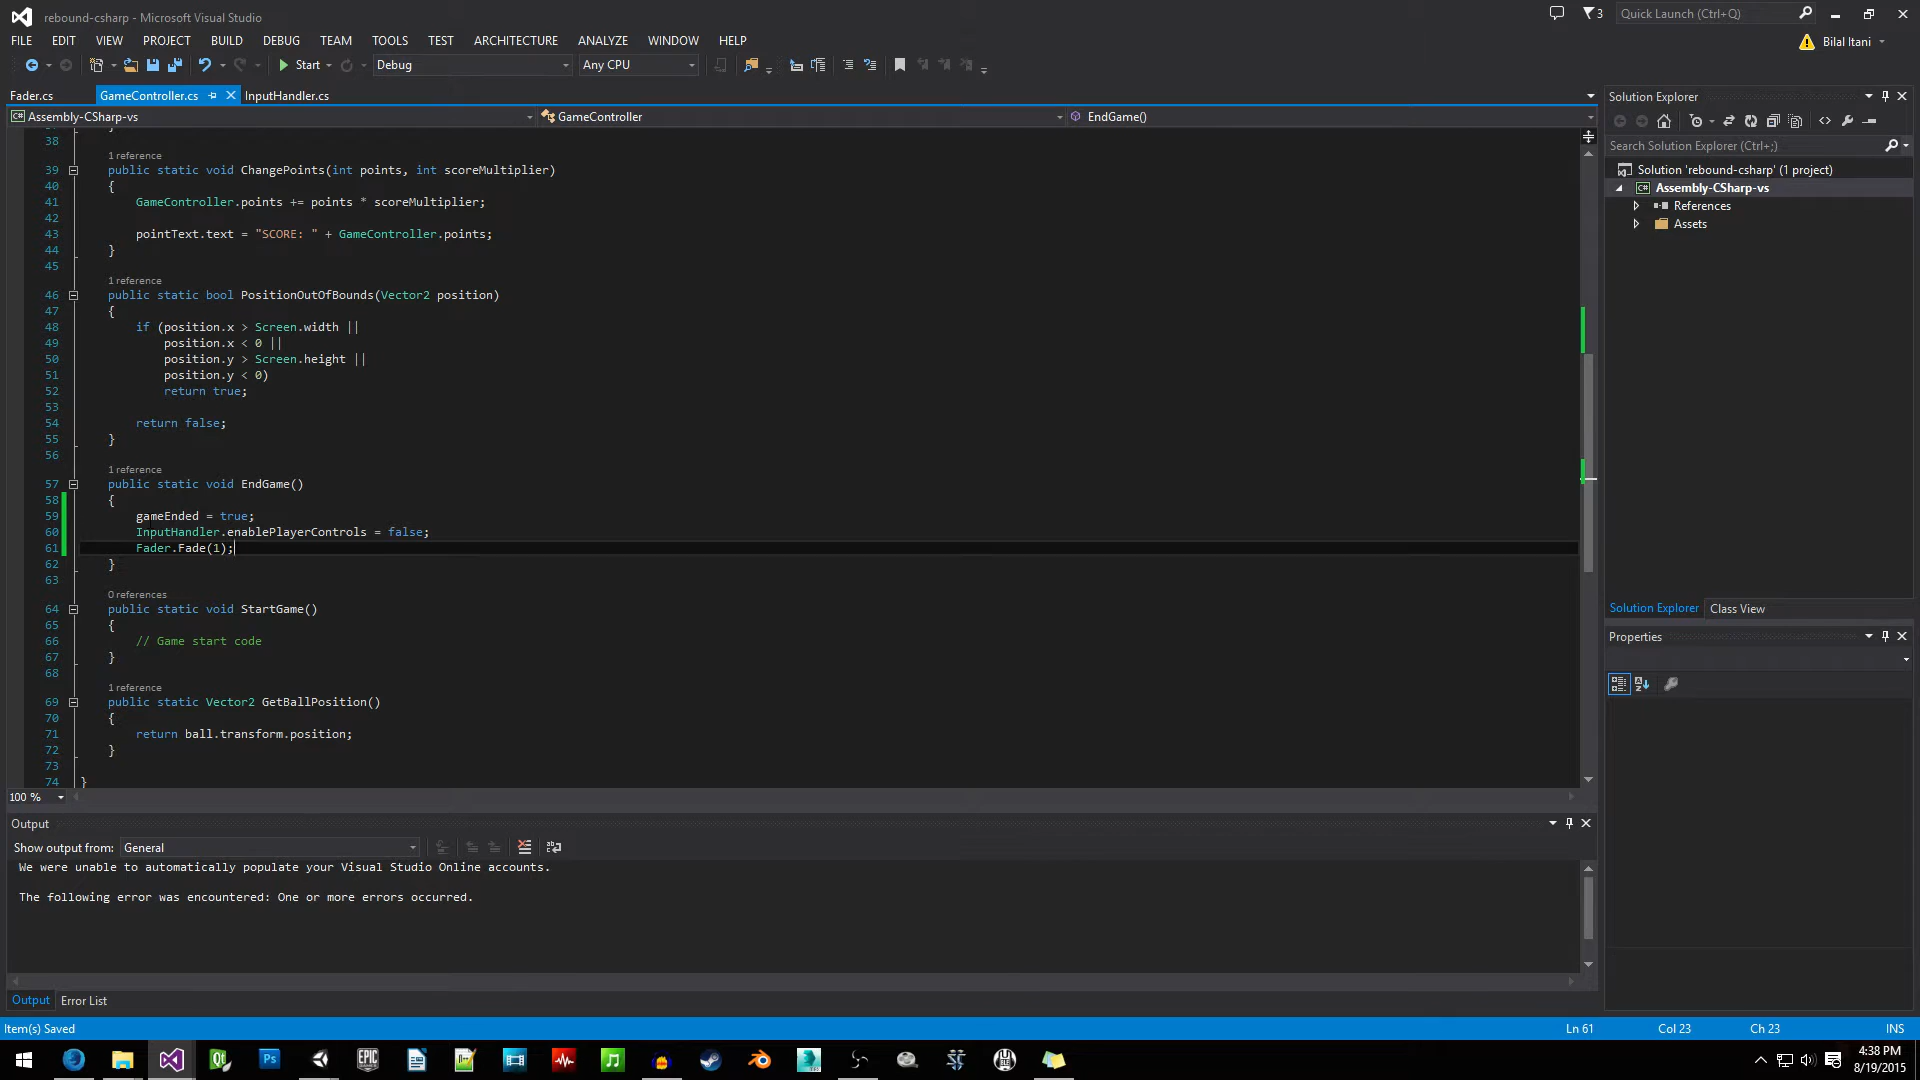 rebound-csharp - Microsoft Visual Studio
3
Quick Launch (Ctrl+Q)
FILE EDIT VIEW PROJECT BUILD DEBUG TEAM TOOLS TEST ARCHITECTURE ANALYZE WINDOW HELP
Bilal Itani
Start
Debug
Any CPU
Fader.cs
GameController.cs
InputHandler.cs
Assembly-CSharp-vs
GameController
EndGame()
38
1 reference
39 public static void ChangePoints(int points, int scoreMultiplier)
40 {
41 GameController.points += points * scoreMultiplier;
42
43 pointText.text = "SCORE: " + GameController.points;
44 }
45
1 reference
46 public static bool PositionOutOfBounds(Vector2 position)
47 {
48 if (position.x > Screen.width ||
49 position.x < 0 ||
50 position.y > Screen.height ||
51 position.y < 0)
52 return true;
53
54 return false;
55 }
56
1 reference
57 public static void EndGame()
58 {
59 gameEnded = true;
60 InputHandler.enablePlayerControls = false;
61 Fader.Fade(1);
62 }
63
0 references
64 public static void StartGame()
65 {
66 // Game start code
67 }
68
1 reference
69 public static Vector2 GetBallPosition()
70 {
71 return ball.transform.position;
72 }
73
74 }
100 %
Output
Show output from: General
We were unable to automatically populate your Visual Studio Online accounts.
The following error was encountered: One or more errors occurred.
Output
Error List
Solution Explorer
Search Solution Explorer (Ctrl+;)
Solution 'rebound-csharp' (1 project)
Assembly-CSharp-vs
References
Assets
Solution Explorer
Class View
Properties
Item(s) Saved
Ln 61
Col 23
Ch 23
INS
Qt
Ps
EPIC
GAMES
4:38 PM
8/19/2015